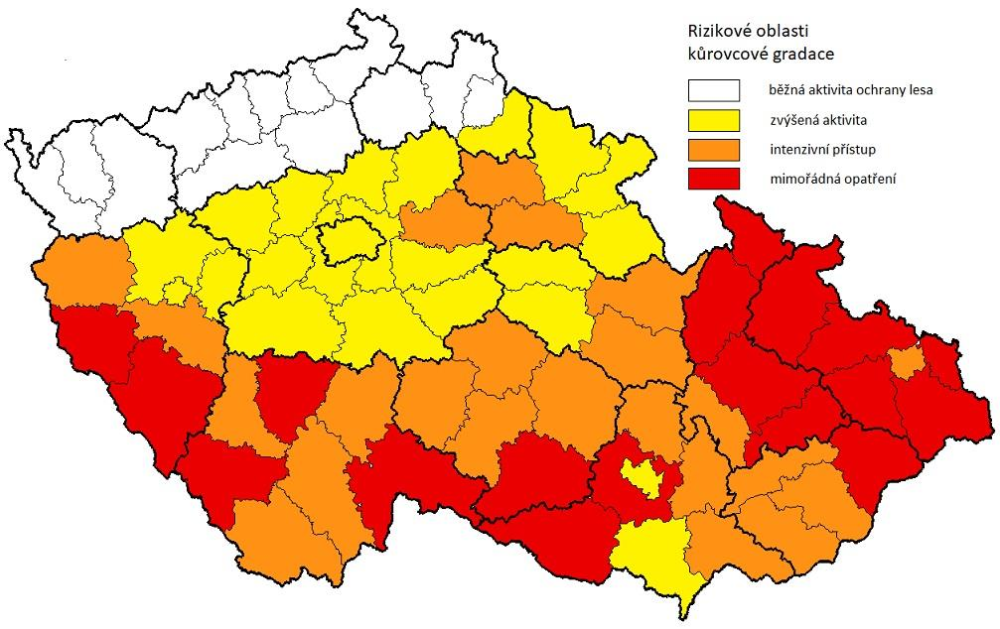 Rizikové oblasti
kůrovcové gradace
běžná aktivita ochrany lesa
zvýšená aktivita
intenzivní přístup
mimořádná opatření